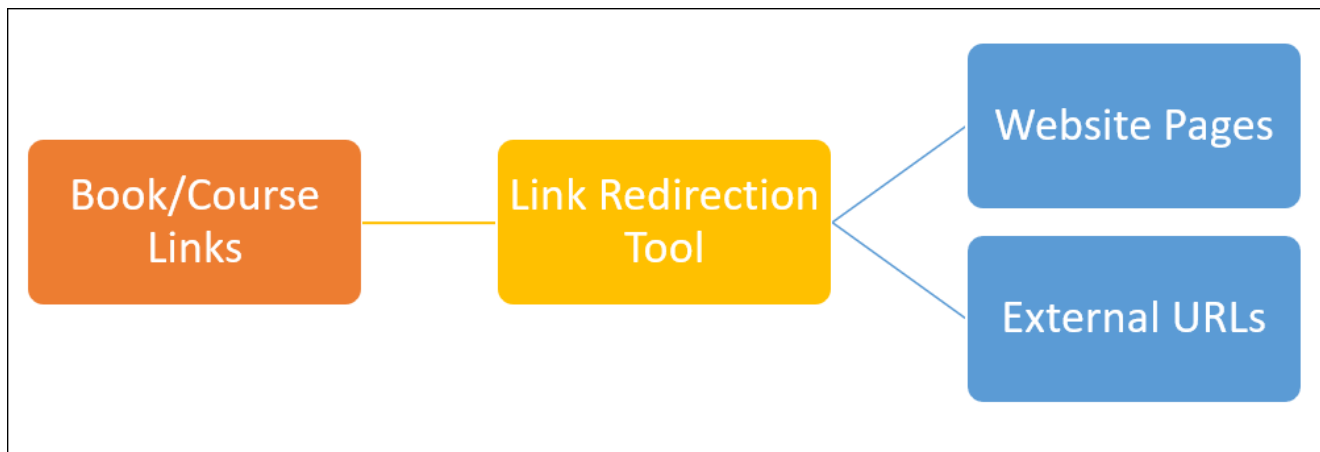 Book/Course
Links
Link Redirection
Tool
Website Pages
External URLs